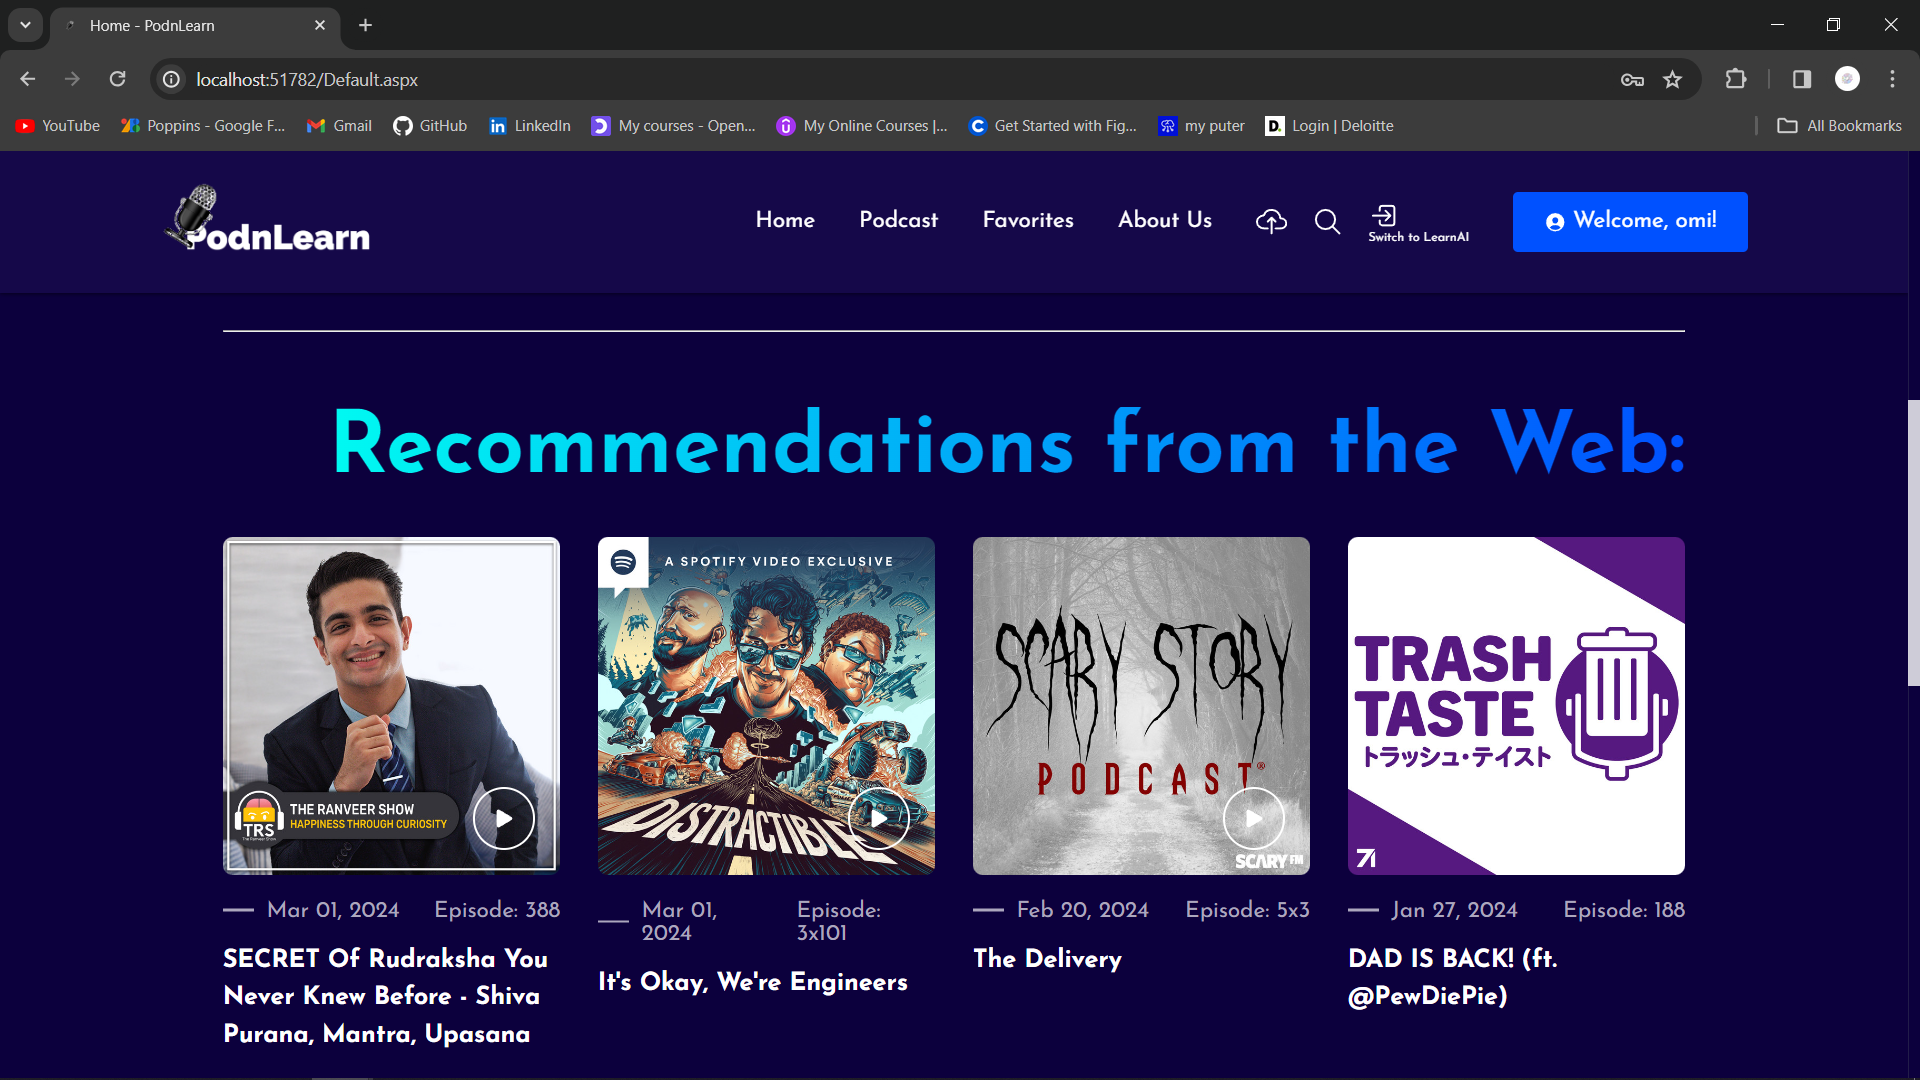 Home - PodnLearn
localhost:51782/Default.aspx
YouTube
Poppins - Google F...
Gmail
GitHub
LinkedIn
My courses - Open...
My Online Courses |...
Get Started with Fig...
my puter
Login | Deloitte
All Bookmarks
PodnLearn
Home
Podcast
Favorites
About Us
Switch to LearnAI
Welcome, omi!
Recommendations from the Web:
TRS
The Ranveer Show
THE RANVEER SHOW
HAPPINESS THROUGH CURIOSITY
Mar 01, 2024
Episode: 388
SECRET Of Rudraksha You
Never Knew Before - Shiva
Purana, Mantra, Upasana
A SPOTIFY VIDEO EXCLUSIVE
DISTRACTIBLE
Mar 01,
2024
Episode:
3x101
It's Okay, We're Engineers
SCARY STORY
PODCAST®
SCARY FM
Feb 20, 2024
Episode: 5x3
The Delivery
TRASH
TASTE
トラッシュ・テイスト
Jan 27, 2024
Episode: 188
DAD IS BACK! (ft.
@PewDiePie)